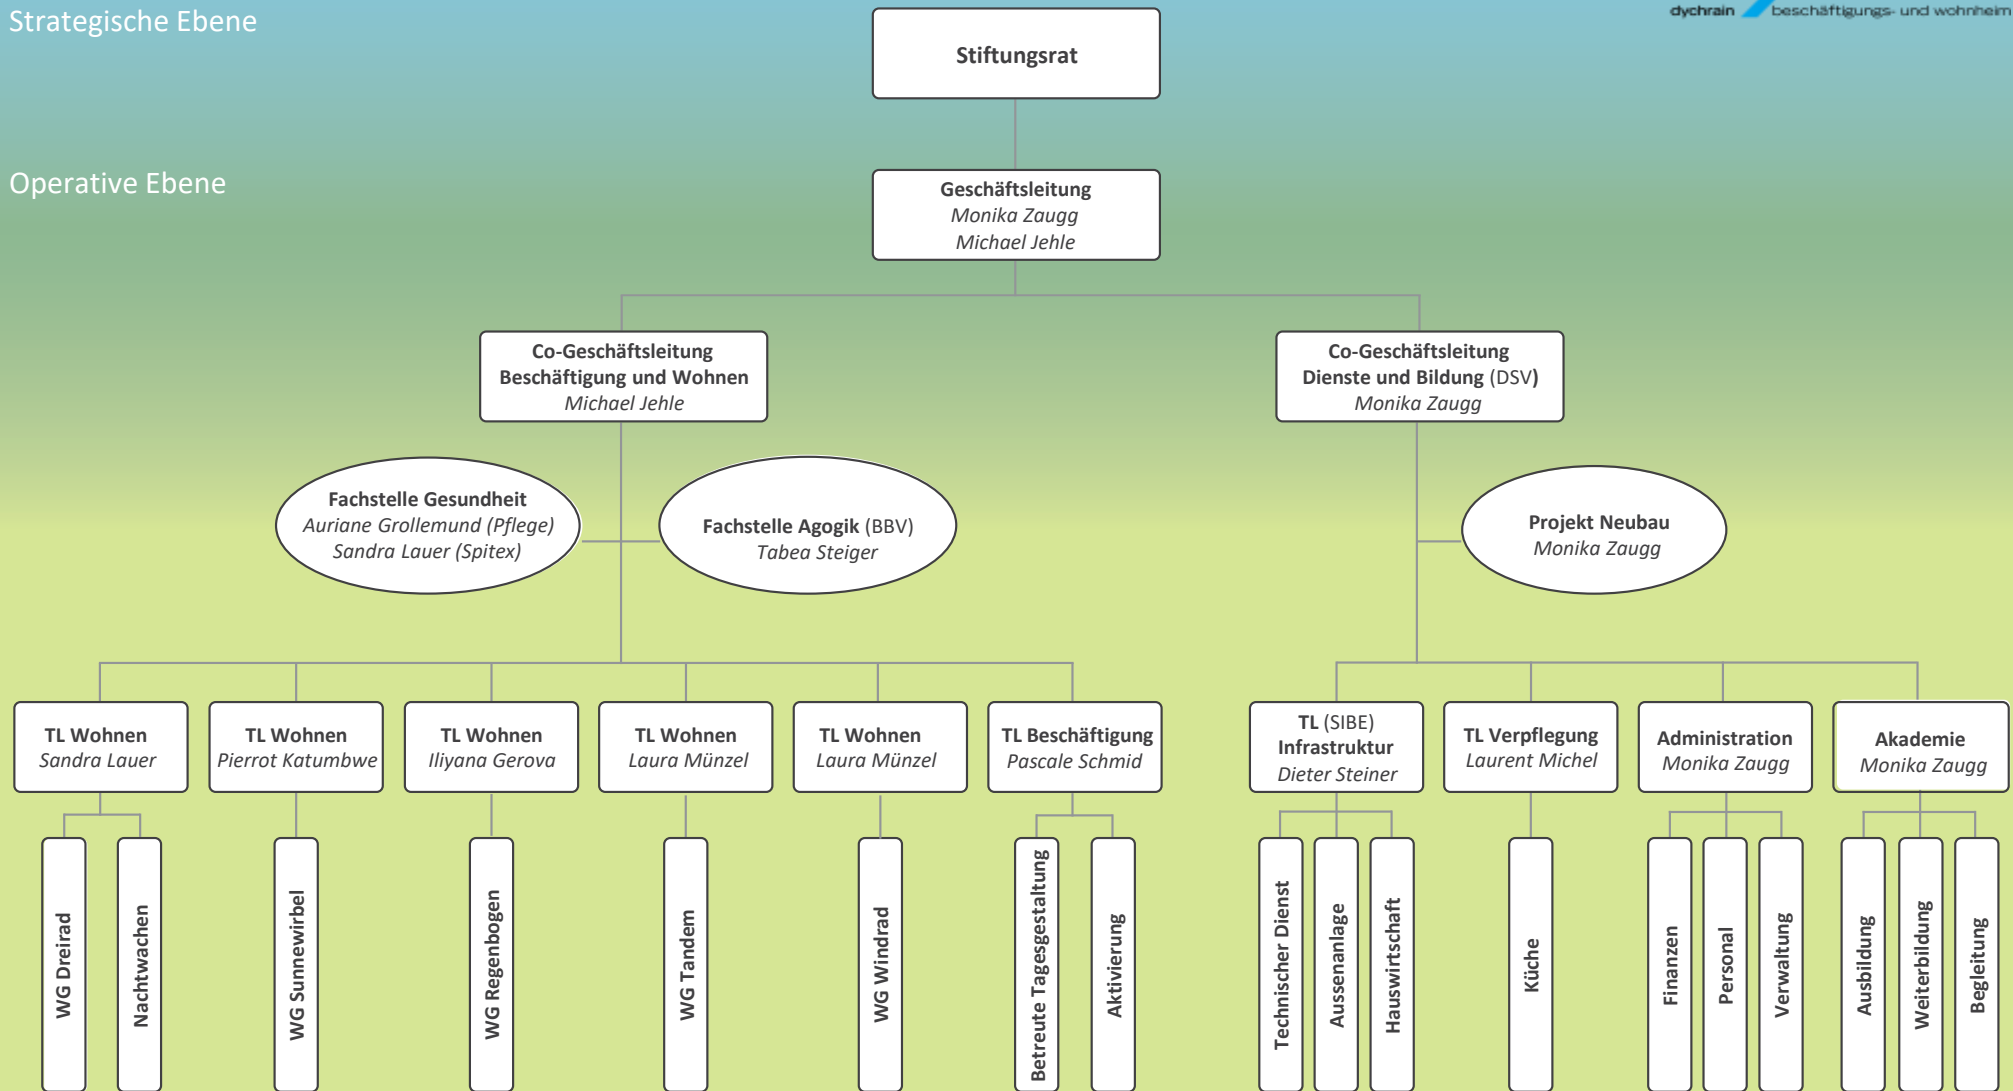 Strategische Ebene
dychrain beschäftigungs- und wohnheim
Stiftungsrat
Operative Ebene
Geschäftsleitung
Monika Zaugg
Michael Jehle
Co-Geschäftsleitung
Beschäftigung und Wohnen
Michael Jehle
Co-Geschäftsleitung
Dienste und Bildung (DSV)
Monika Zaugg
Fachstelle Gesundheit
Auriane Grollemund (Pflege)
Sandra Lauer (Spitex)
Fachstelle Agogik (BBV)
Tabea Steiger
Projekt Neubau
Monika Zaugg
TL Wohnen
Sandra Lauer
TL Wohnen
Pierrot Katumbwe
TL Wohnen
Iliyana Gerova
TL Wohnen
Laura Münzel
TL Wohnen
Laura Münzel
TL Beschäftigung
Pascale Schmid
TL (SIBE)
Infrastruktur
Dieter Steiner
TL Verpflegung
Laurent Michel
Administration
Monika Zaugg
Akademie
Monika Zaugg
WG Dreirad
Nachtwachen
WG Sunnewirbel
WG Regenbogen
WG Tandem
WG Windrad
Betreute Tagesgestaltung
Aktivierung
Technischer Dienst
Aussenanlage
Hauswirtschaft
Küche
Finanzen
Personal
Verwaltung
Ausbildung
Weiterbildung
Begleitung